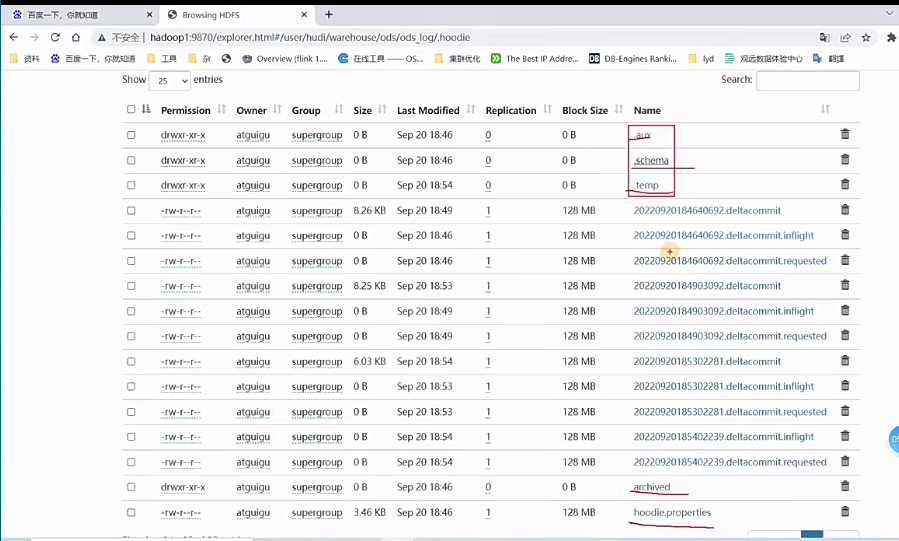 百度一下，你就知道
Browsing HDFS
不安全 | hadoop1:9870/explorer.html#/user/hudi/warehouse/ods/ods_log/.hoodie
资料 百度一下，你就知道 工具 杂 Overview (flink 1.... 在线工具 —— OS... 集群优化 The Best IP Addre... DB-Engines Ranki... lyd 观远数据体验中心 翻譯
Show 25 entries Search:
Permission Owner Group Size Last Modified Replication Block Size Name
drwxr-xr-x atguigu supergroup 0 B Sep 20 18:46 0 0 B .aux
drwxr-xr-x atguigu supergroup 0 B Sep 20 18:46 0 0 B .schema
drwxr-xr-x atguigu supergroup 0 B Sep 20 18:54 0 0 B .temp
-rw-r--r-- atguigu supergroup 8.26 KB Sep 20 18:49 1 128 MB 20220920184640692.deltacommit
-rw-r--r-- atguigu supergroup 0 B Sep 20 18:46 1 128 MB 20220920184640692.deltacommit.inflight
-rw-r--r-- atguigu supergroup 0 B Sep 20 18:46 1 128 MB 20220920184640692.deltacommit.requested
-rw-r--r-- atguigu supergroup 8.25 KB Sep 20 18:53 1 128 MB 20220920184903092.deltacommit
-rw-r--r-- atguigu supergroup 0 B Sep 20 18:49 1 128 MB 20220920184903092.deltacommit.inflight
-rw-r--r-- atguigu supergroup 0 B Sep 20 18:49 1 128 MB 20220920184903092.deltacommit.requested
-rw-r--r-- atguigu supergroup 6.03 KB Sep 20 18:54 1 128 MB 20220920185302281.deltacommit
-rw-r--r-- atguigu supergroup 0 B Sep 20 18:53 1 128 MB 20220920185302281.deltacommit.inflight
-rw-r--r-- atguigu supergroup 0 B Sep 20 18:53 1 128 MB 20220920185302281.deltacommit.requested
-rw-r--r-- atguigu supergroup 0 B Sep 20 18:54 1 128 MB 20220920185402239.deltacommit.inflight
-rw-r--r-- atguigu supergroup 0 B Sep 20 18:54 1 128 MB 20220920185402239.deltacommit.requested
drwxr-xr-x atguigu supergroup 0 B Sep 20 18:46 0 0 B archived
-rw-r--r-- atguigu supergroup 3.46 KB Sep 20 18:46 1 128 MB hoodie.properties